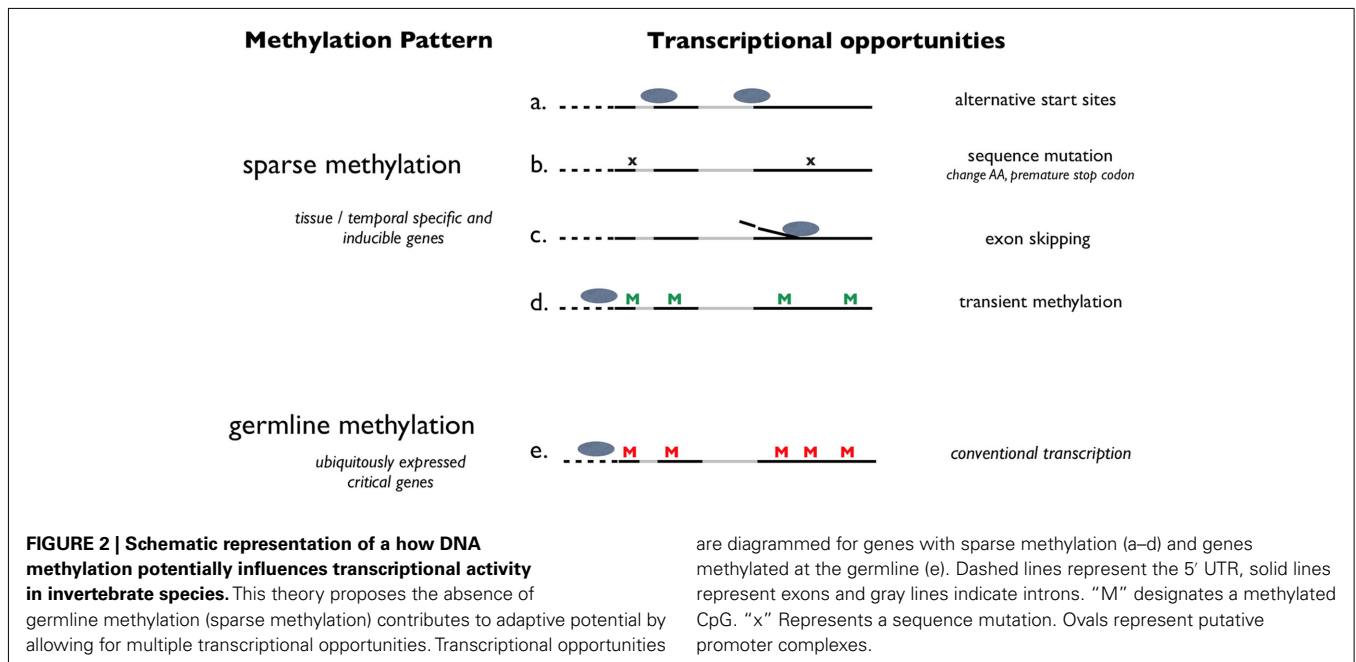 Methylation Pattern
Transcriptional opportunities
a.
alternative start sites
sparse methylation
b.
x
x
sequence mutation
change AA, premature stop codon
tissue / temporal specific and
inducible genes
c.
exon skipping
d.
M
M
M
M
transient methylation
germline methylation
ubiquitously expressed
critical genes
e.
M
M
M
M
M
conventional transcription
FIGURE 2 | Schematic representation of a how DNA
methylation potentially influences transcriptional activity
in invertebrate species. This theory proposes the absence of
germline methylation (sparse methylation) contributes to adaptive potential by
allowing for multiple transcriptional opportunities. Transcriptional opportunities
are diagrammed for genes with sparse methylation (a–d) and genes
methylated at the germline (e). Dashed lines represent the 5′ UTR, solid lines
represent exons and gray lines indicate introns. “M” designates a methylated
CpG. “x” Represents a sequence mutation. Ovals represent putative
promoter complexes.